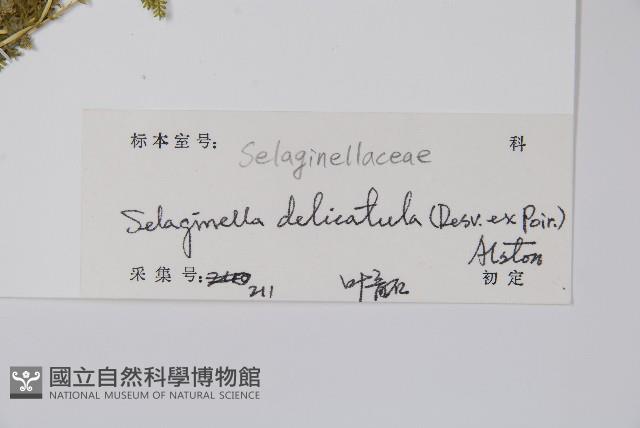 标本室号: Selaginellaceae 科
Selaginella delicatula (Desv. ex Poir.)
Alston
采集号: 211 叶 初定
國立自然科學博物館
NATIONAL MUSEUM OF NATURAL SCIENCE